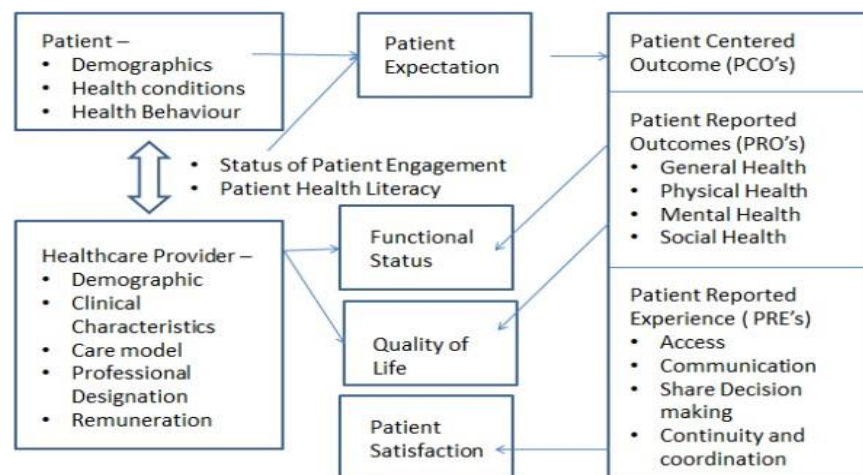 Patient –
• Demographics
• Health conditions
• Health Behaviour
Patient
Expectation
Patient Centered
Outcome (PCO's)
• Status of Patient Engagement
• Patient Health Literacy
Patient Reported
Outcomes (PRO's)
• General Health
• Physical Health
• Mental Health
• Social Health
Healthcare Provider –
• Demographic
• Clinical
Characteristics
• Care model
• Professional
Designation
• Remuneration
Functional
Status
Quality of
Life
Patient
Satisfaction
Patient Reported
Experience ( PRE's)
• Access
• Communication
• Share Decision
making
• Continuity and
coordination